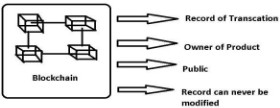 Record of Transcation
Owner of Product
Public
Blockchain
Record can never be
modified